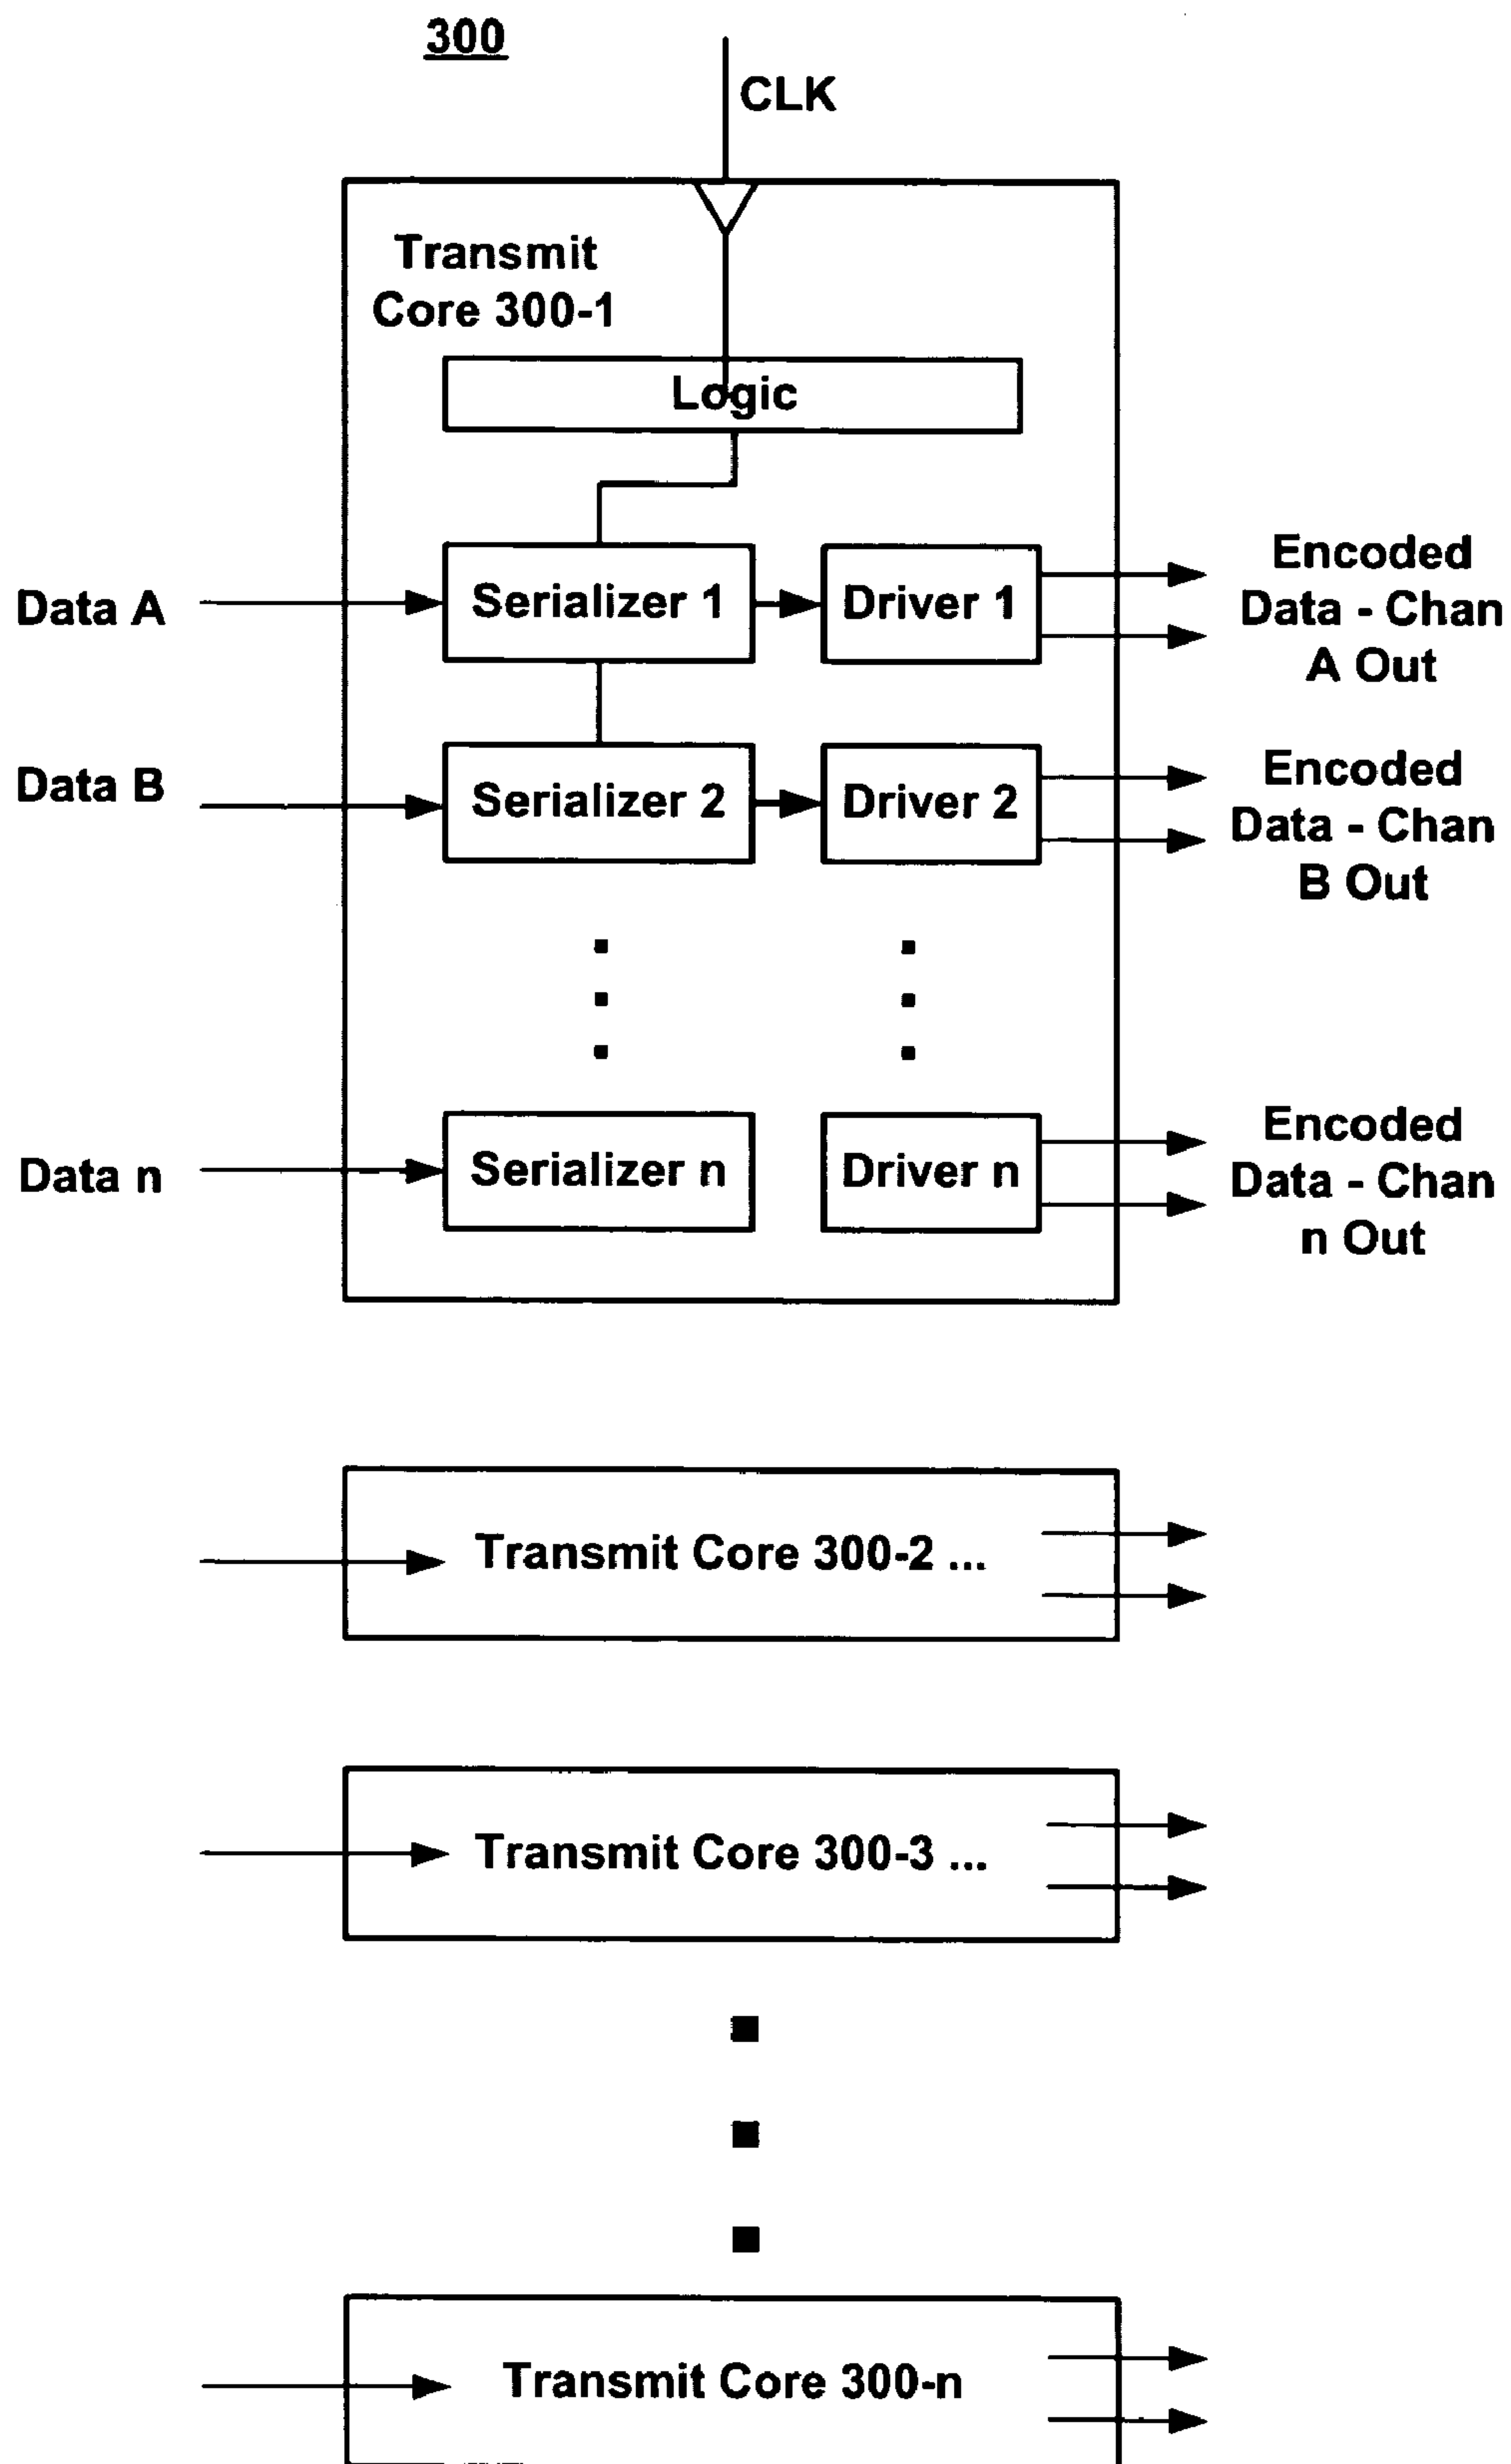 300
CLK
Transmit
Core 300-1
Logic
Data A
Serializer 1
Driver 1
Encoded
Data - Chan
A Out
Data B
Serializer 2
Driver 2
Encoded
Data - Chan
B Out
Data n
Serializer n
Driver n
Encoded
Data - Chan
n Out
Transmit Core 300-2 ...
Transmit Core 300-3 ...
Transmit Core 300-n